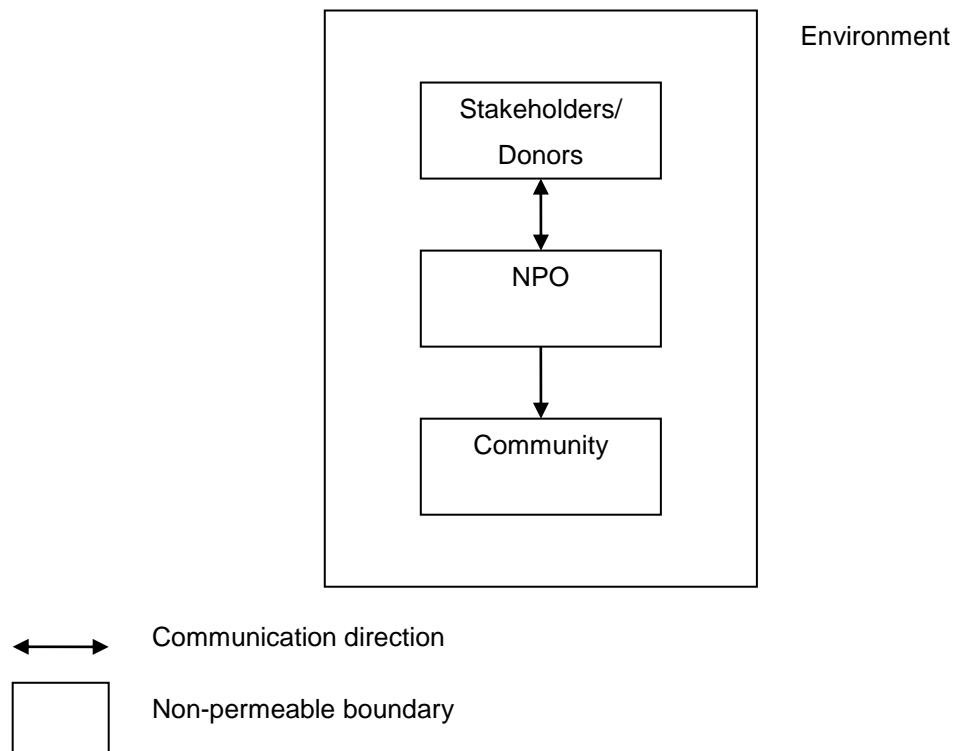 Environment
Stakeholders/
Donors
NPO
Community
Communication direction
Non-permeable boundary